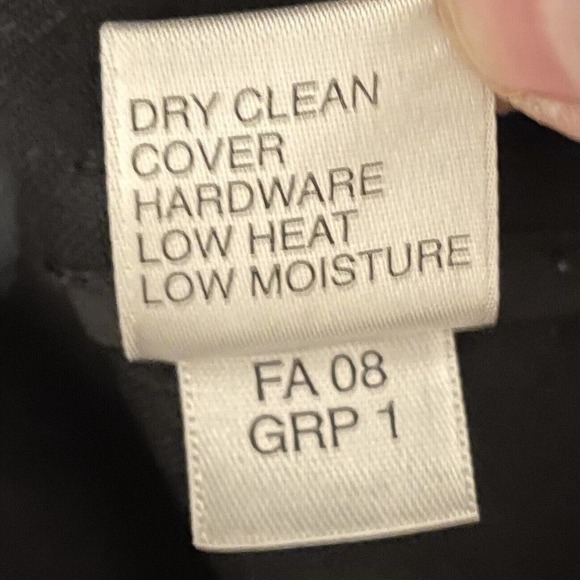 DRY CLEAN
COVER
HARDWARE
LOW HEAT
LOW MOISTURE
FA 08
GRP 1